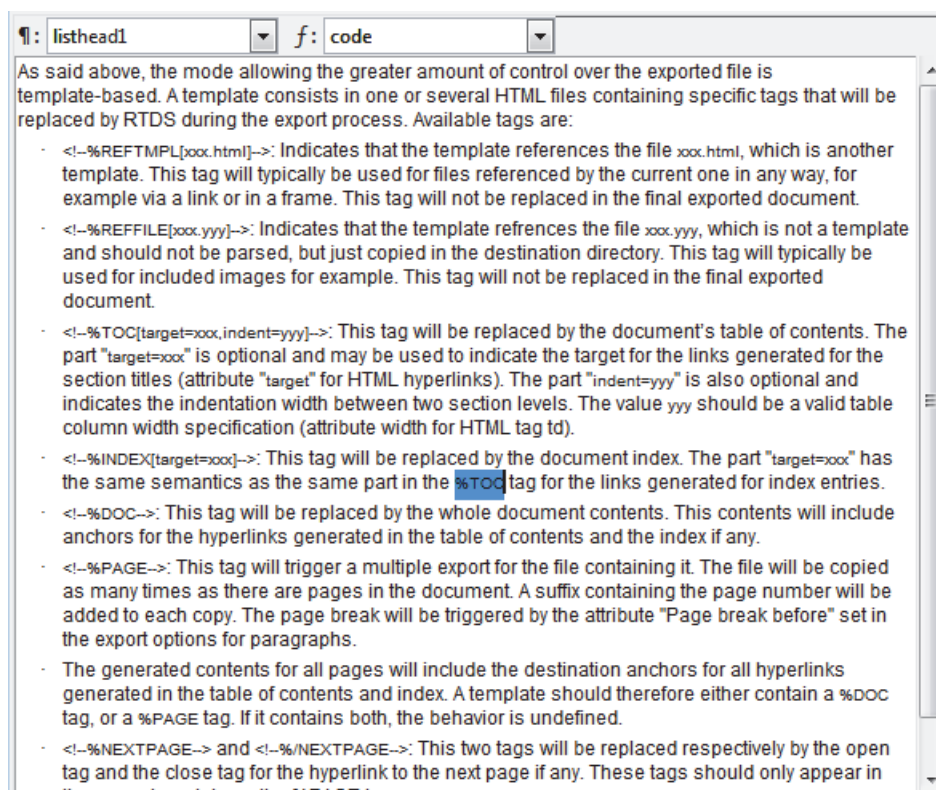 ¶: listhead1 f: code
As said above, the mode allowing the greater amount of control over the exported file is
template-based. A template consists in one or several HTML files containing specific tags that will be
replaced by RTDS during the export process. Available tags are:
· <!--%REFTMPL[xxx.html]-->: Indicates that the template references the file xxx.html, which is another
template. This tag will typically be used for files referenced by the current one in any way, for
example via a link or in a frame. This tag will not be replaced in the final exported document.
· <!--%REFFILE[xxx.yyy]-->: Indicates that the template refrences the file xxx.yyy, which is not a template
and should not be parsed, but just copied in the destination directory. This tag will typically be
used for included images for example. This tag will not be replaced in the final exported
document.
· <!--%TOC[target=xxx,indent=yyy]-->: This tag will be replaced by the document's table of contents. The
part "target=xxx" is optional and may be used to indicate the target for the links generated for the
section titles (attribute "target" for HTML hyperlinks). The part "indent=yyy" is also optional and
indicates the indentation width between two section levels. The value yyy should be a valid table
column width specification (attribute width for HTML tag td).
· <!--%INDEX[target=xxx]-->: This tag will be replaced by the document index. The part "target=xxx" has
the same semantics as the same part in the %TOC tag for the links generated for index entries.
· <!--%DOC-->: This tag will be replaced by the whole document contents. This contents will include
anchors for the hyperlinks generated in the table of contents and the index if any.
· <!--%PAGE-->: This tag will trigger a multiple export for the file containing it. The file will be copied
as many times as there are pages in the document. A suffix containing the page number will be
added to each copy. The page break will be triggered by the attribute "Page break before" set in
the export options for paragraphs.
· The generated contents for all pages will include the destination anchors for all hyperlinks
generated in the table of contents and index. A template should therefore either contain a %DOC
tag, or a %PAGE tag. If it contains both, the behavior is undefined.
· <!--%NEXTPAGE--> and <!--%/NEXTPAGE-->: This two tags will be replaced respectively by the open
tag and the close tag for the hyperlink to the next page if any. These tags should only appear in